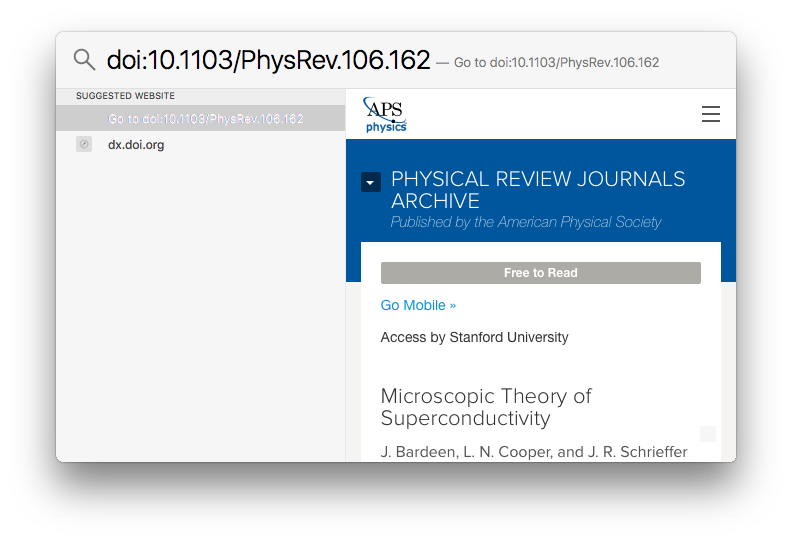 doi:10.1103/PhysRev.106.162 — Go to doi:10.1103/PhysRev.106.162
SUGGESTED WEBSITE
Go to doi:10.1103/PhysRev.106.162
dx.doi.org
APS
physics
PHYSICAL REVIEW JOURNALS
ARCHIVE
Published by the American Physical Society
Free to Read
Go Mobile »
Access by Stanford University
Microscopic Theory of
Superconductivity
J. Bardeen, L. N. Cooper, and J. R. Schrieffer